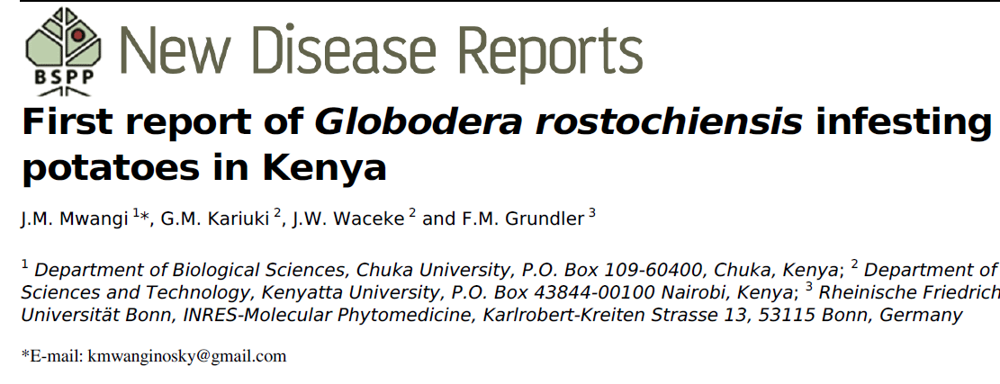 BSPP
New Disease Reports
First report of Globodera rostochiensis infesting
potatoes in Kenya
J.M. Mwangi 1*, G.M. Kariuki 2, J.W. Waceke 2 and F.M. Grundler 3
1 Department of Biological Sciences, Chuka University, P.O. Box 109-60400, Chuka, Kenya; 2 Department of
Sciences and Technology, Kenyatta University, P.O. Box 43844-00100 Nairobi, Kenya; 3 Rheinische Friedrich
Universität Bonn, INRES-Molecular Phytomedicine, Karlrobert-Kreiten Strasse 13, 53115 Bonn, Germany
*E-mail: kmwanginosky@gmail.com